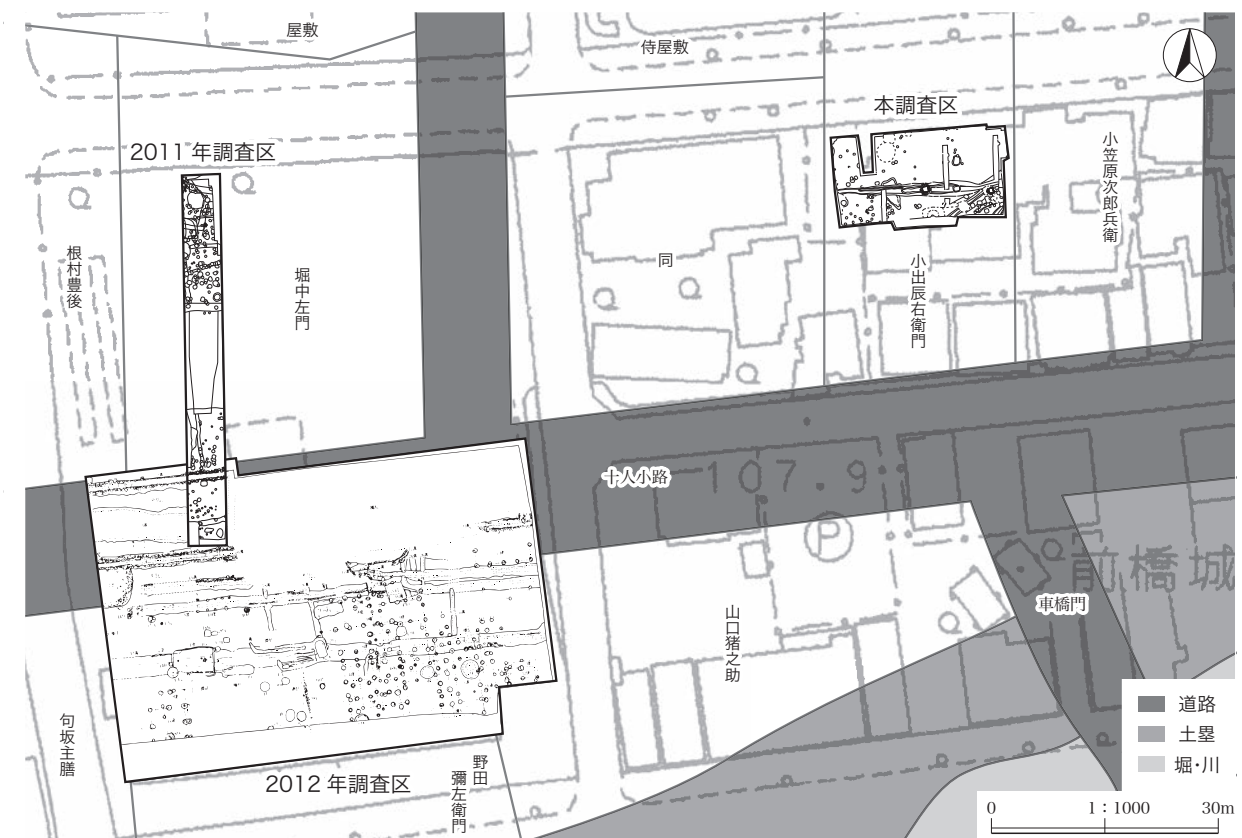 屋敷
侍屋敷
本調査区
2011 年調査区
小笠原次郎兵衛
根村豊後
堀中左門
同
小出辰右衛門
十人小路
107.9
P
前橋城
車橋門
山口猪之助
句坂主膳
2012 年調査区
野田
彌左衛門
道路
土塁
堀・川
0
1：1000
30m